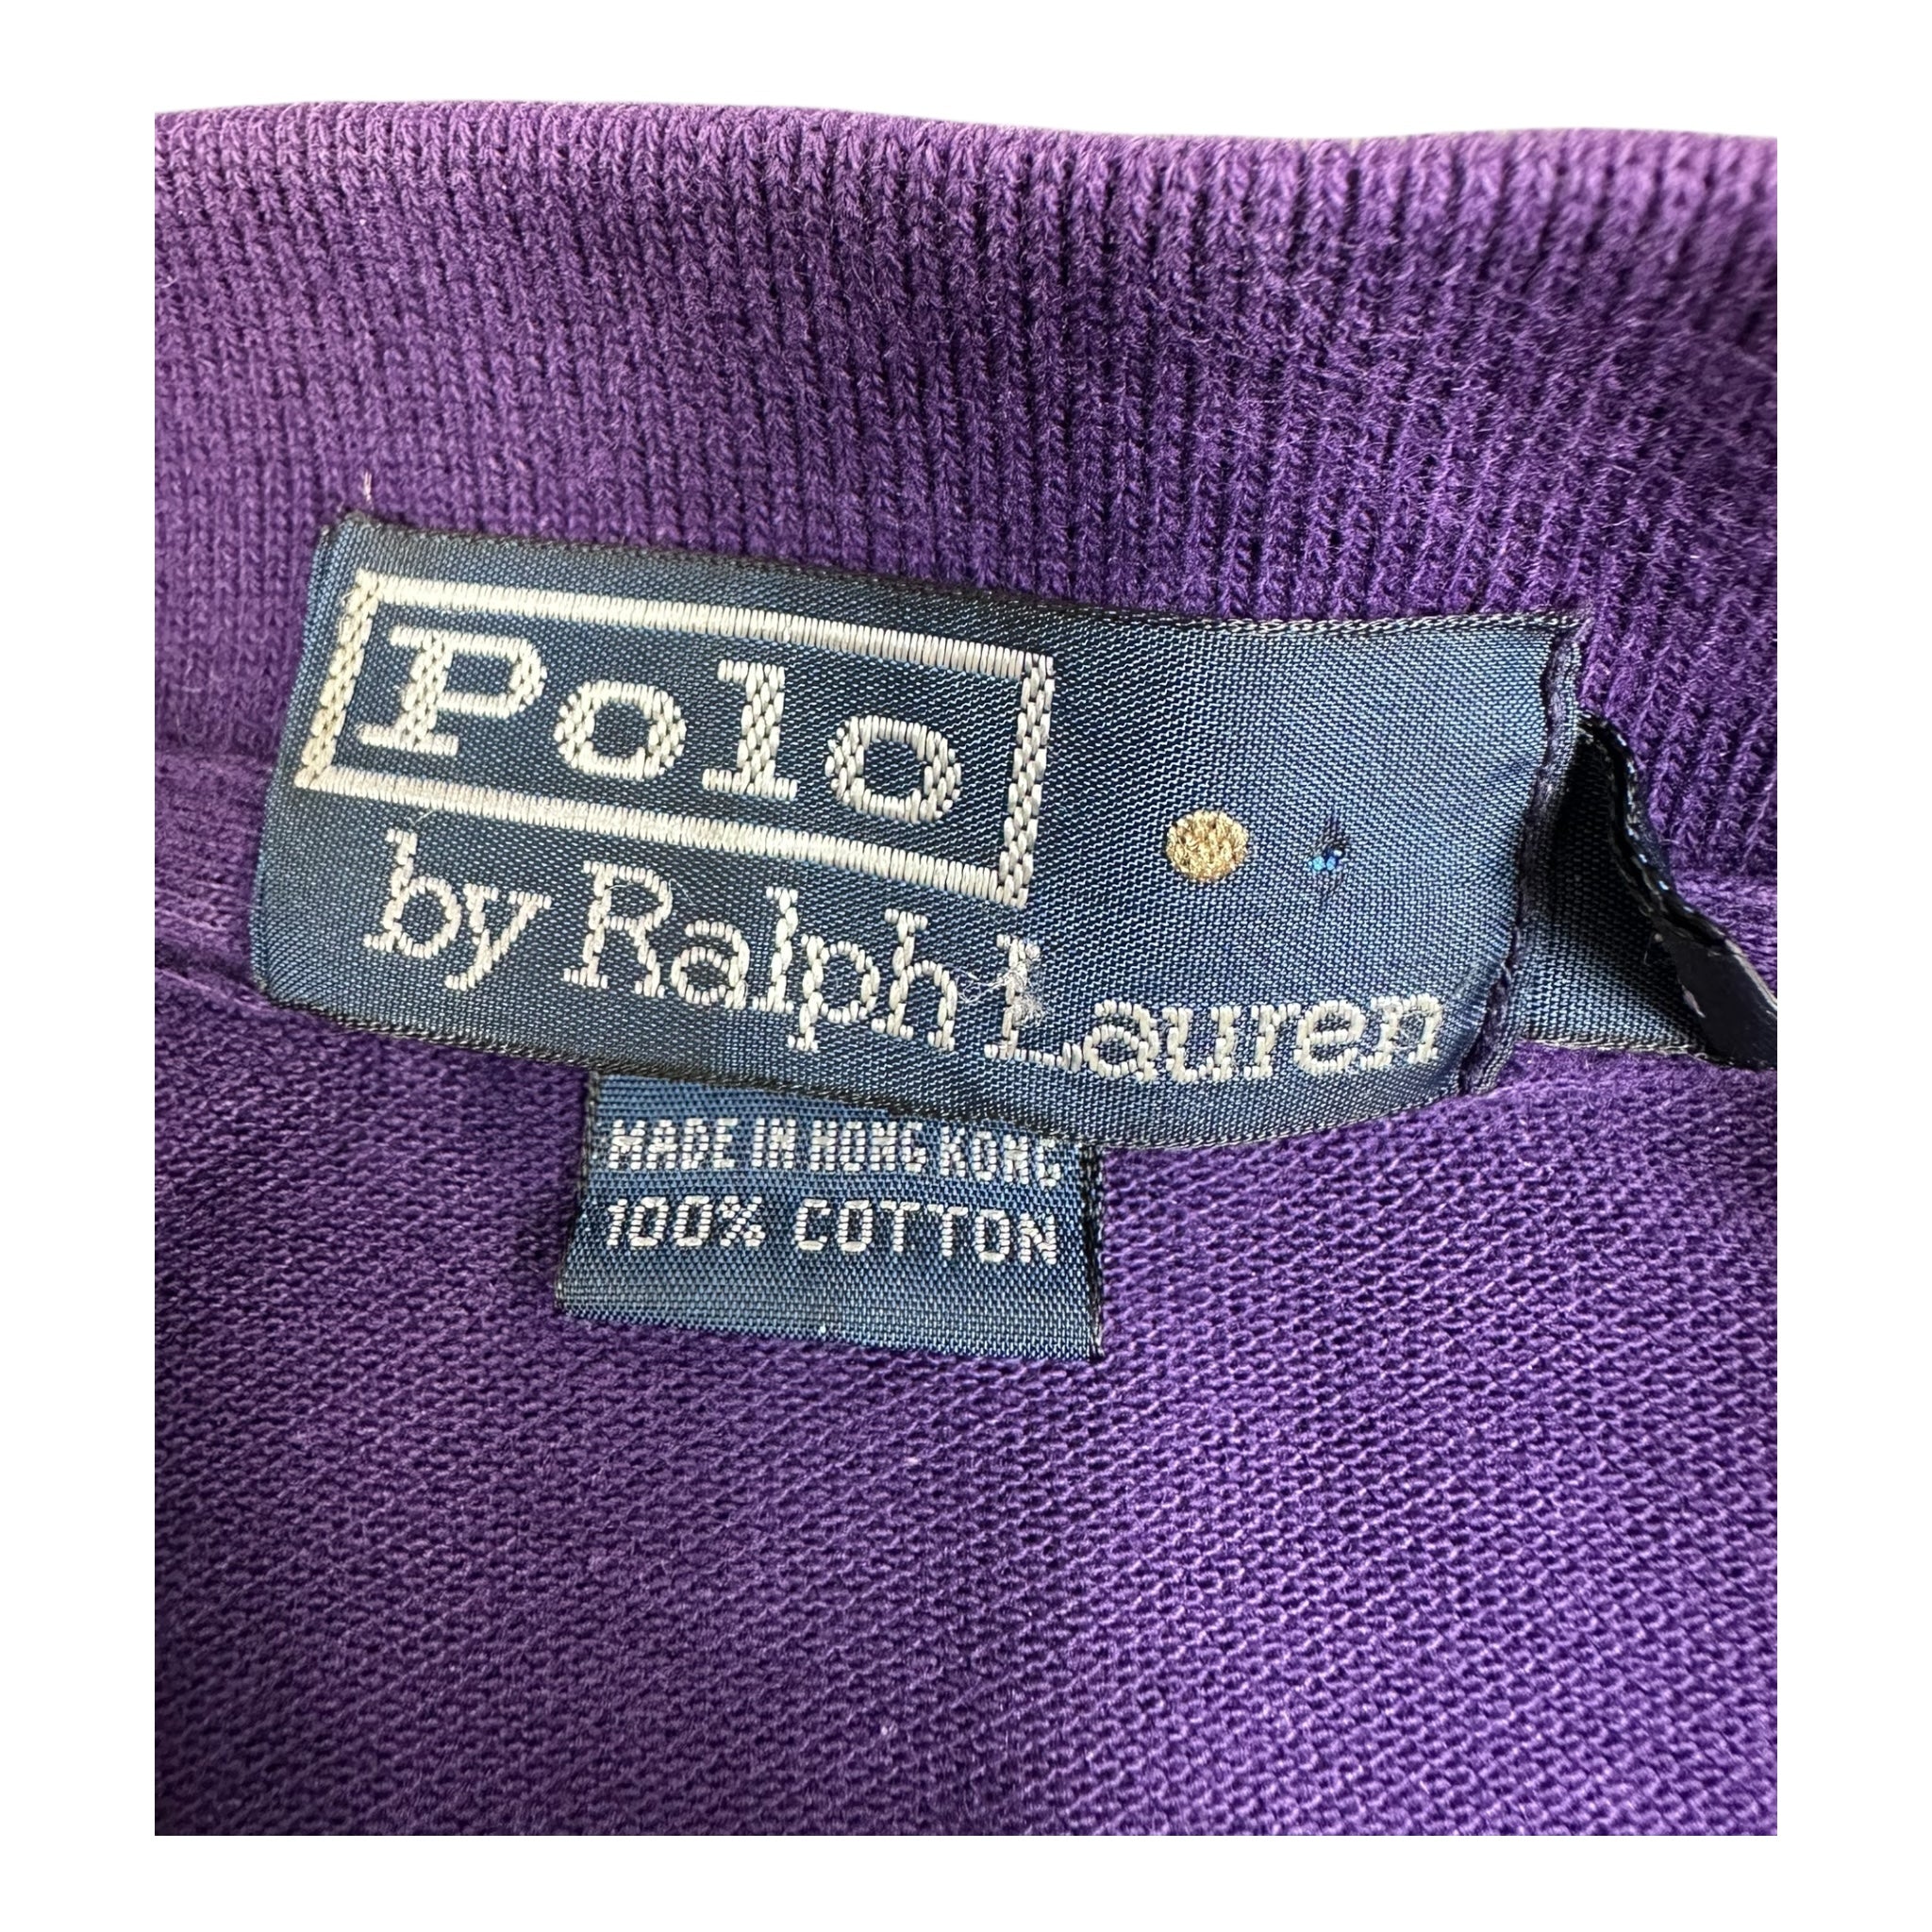 Polo
by Ralph Lauren
MADE IN HONG KONG
100% COTTON